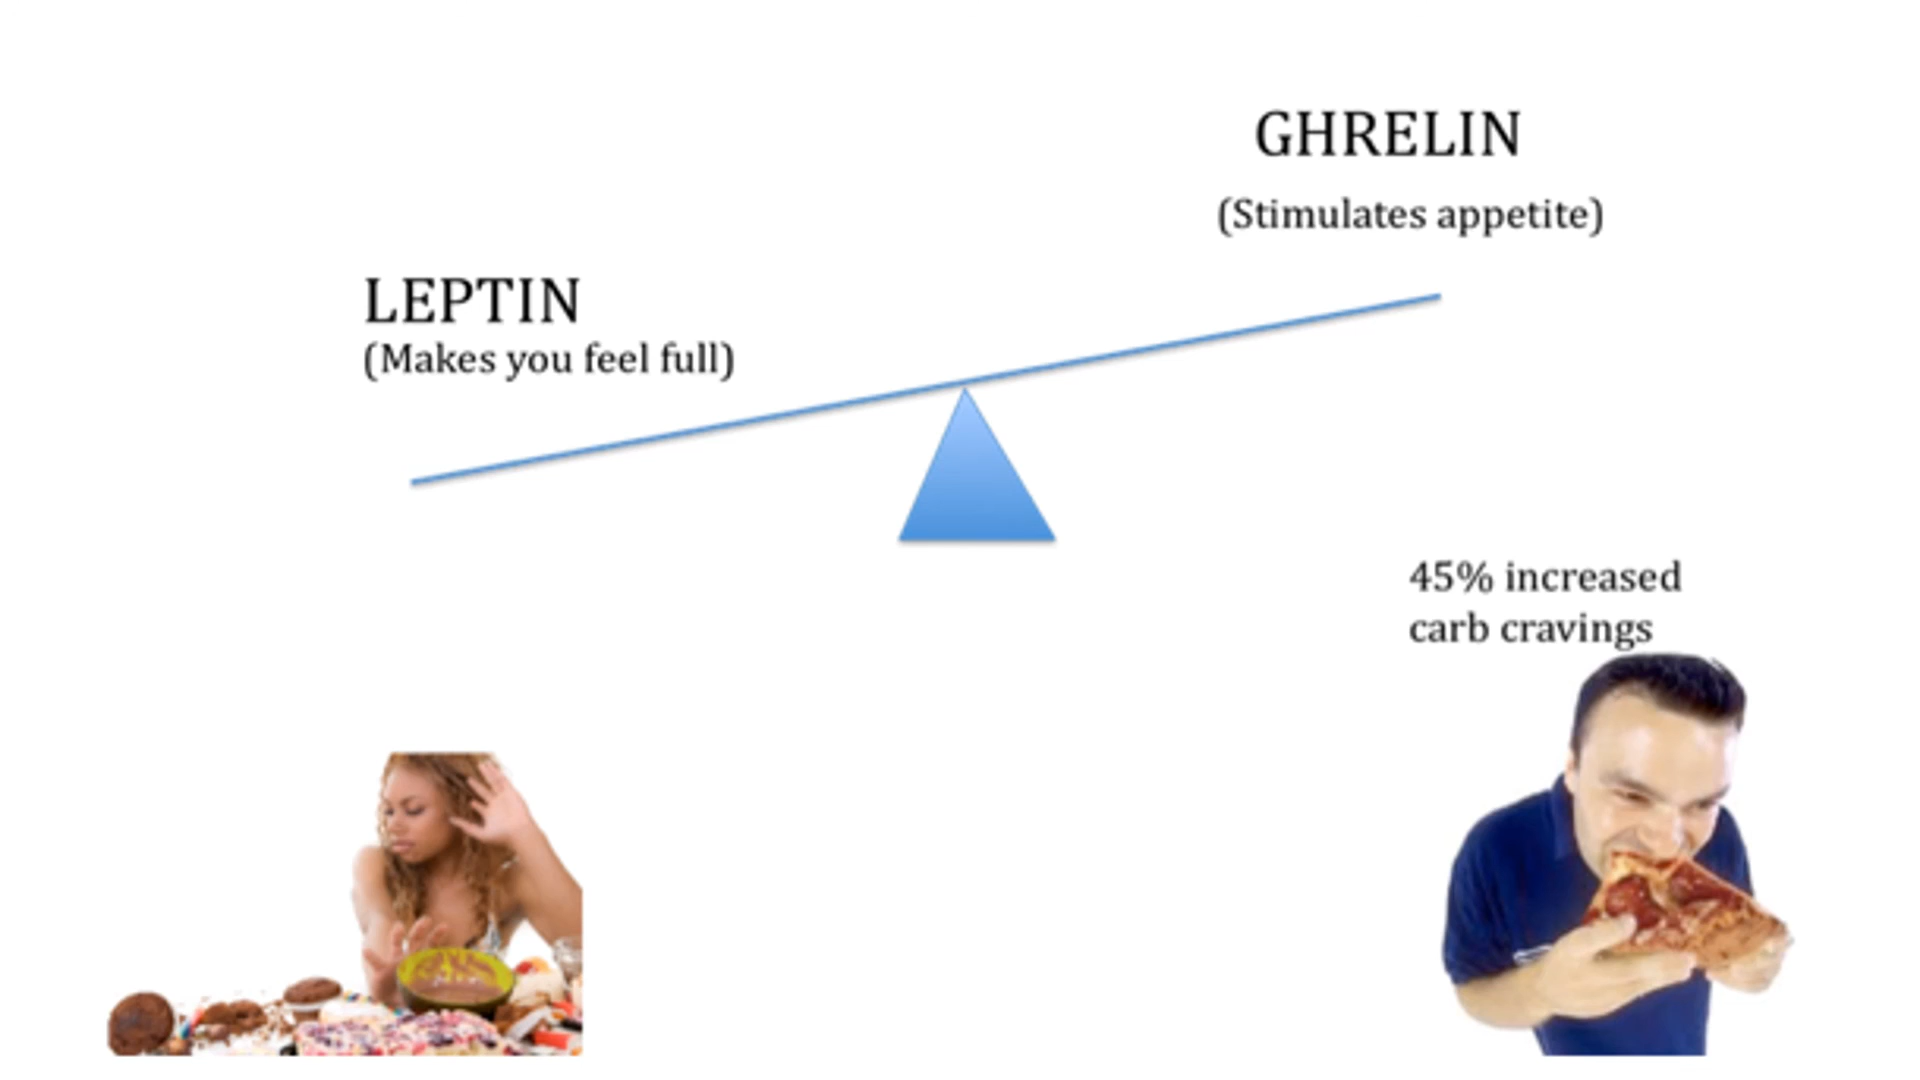 GHRELIN
(Stimulates appetite)
LEPTIN
(Makes you feel full)
45% increased
carb cravings